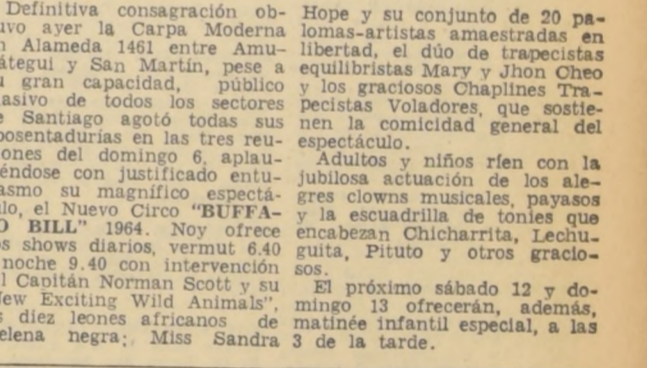 Definitiva consagración ob-
uvo ayer la Carpa Moderna
n Alameda 1461 entre Amu-
átegui y San Martín, pese a
u gran capacidad, público
asivo de todos los sectores
e Santiago agotó todas sus
posentadurías en las tres reu-
ones del domingo 6, aplau-
éndose con justificado entu-
asmo su magnífico espectá-
ulo, el Nuevo Circo "BUFFA-
O BILL" 1964. Noy ofrece
os shows diarios, vermut 6.40
noche 9.40 con intervención
l Capitán Norman Scott y su
New Exciting Wild Animals",
s diez leones africanos de
elena negra; Miss Sandra
Hope y su conjunto de 20 pa-
lomas-artistas amaestradas en
libertad, el dúo de trapecistas
equilibristas Mary y Jhon Cheo
y los graciosos Chaplines Tra-
pecistas Voladores, que sostie-
nen la comicidad general del
espectáculo.
Adultos y niños ríen con la
jubilosa actuación de los ale-
gres clowns musicales, payasos
y la escuadrilla de tonies que
encabezan Chicharrita, Lechu-
guita, Pituto y otros gracio-
sos.
El próximo sábado 12 y do-
mingo 13 ofrecerán, además,
matinée infantil especial, a las
3 de la tarde.